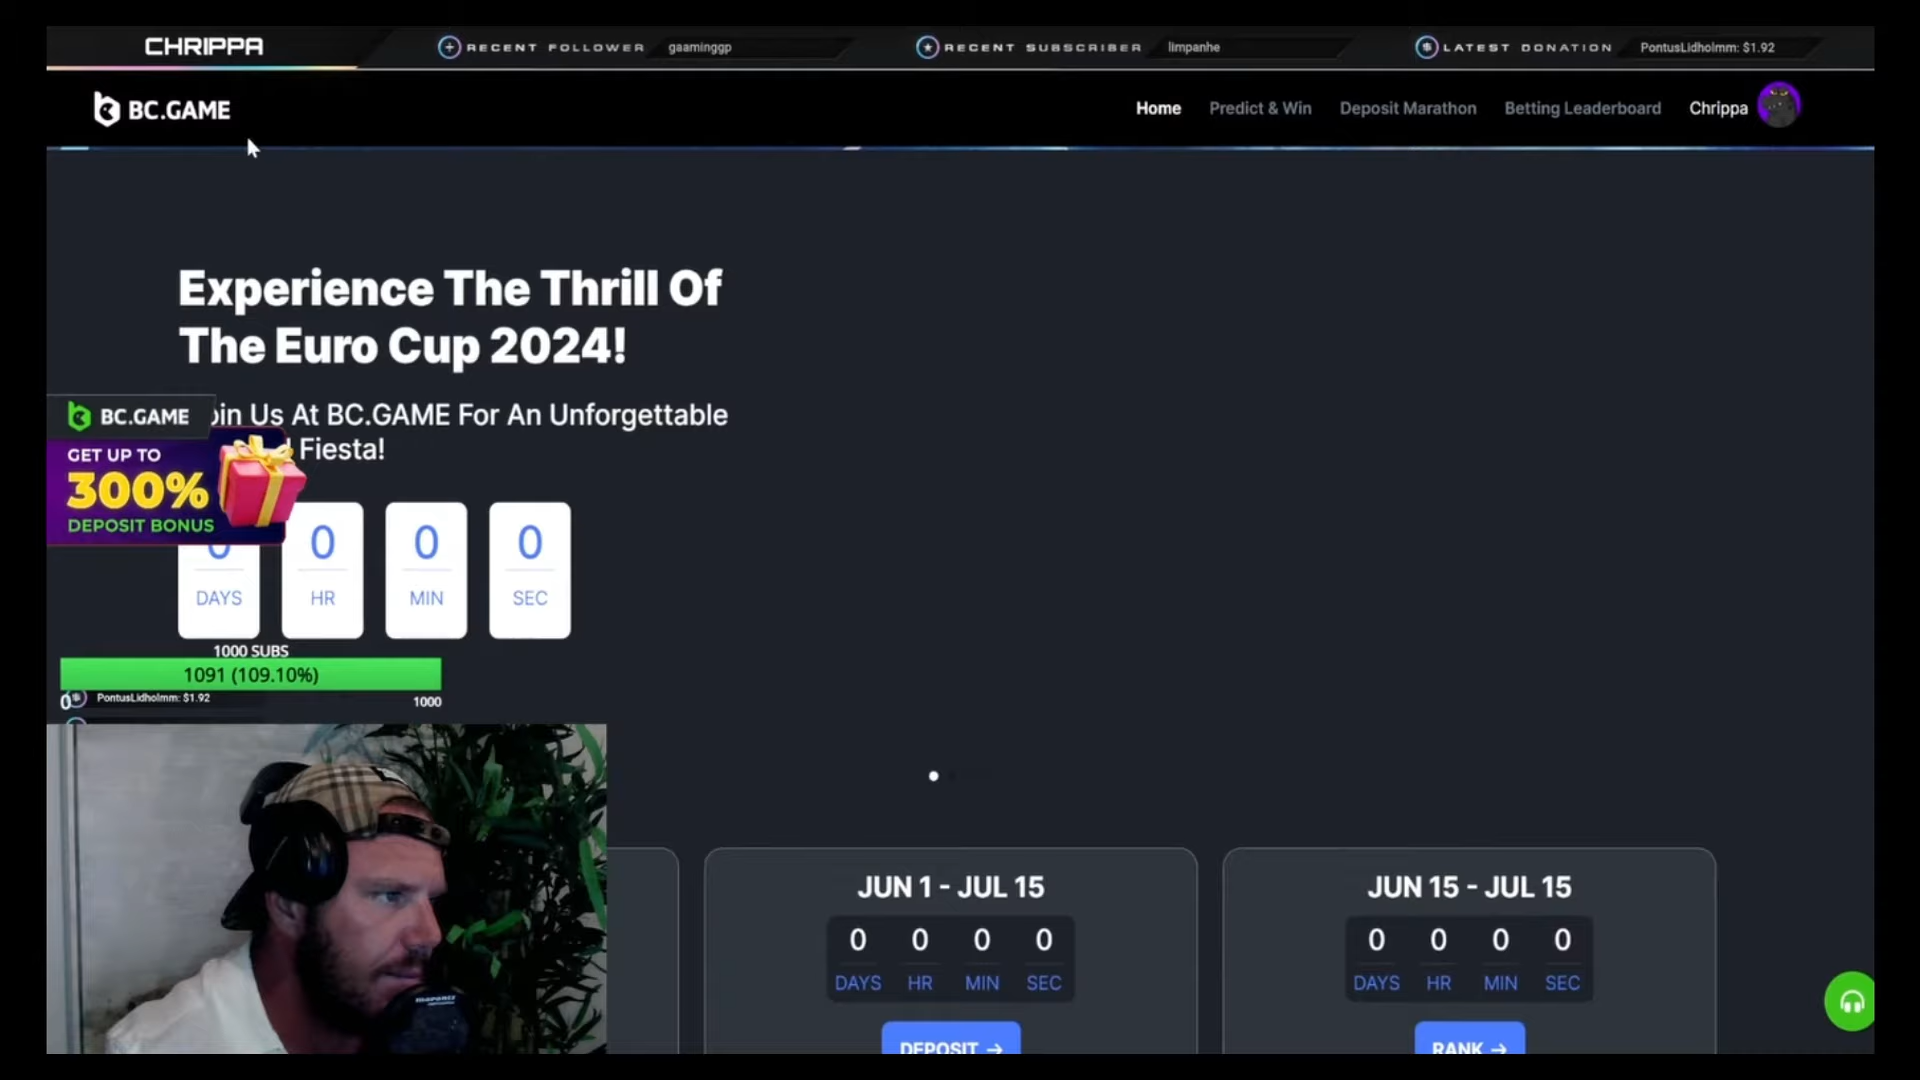 CHRIPPA
RECENT FOLLOWER gaaminggp
RECENT SUBSCRIBER limpanhe
LATEST DONATION PontusLidholmm: $1.92
BC.GAME
Home Predict & Win Deposit Marathon Betting Leaderboard Chrippa
Experience The Thrill Of
The Euro Cup 2024!
oin Us At BC.GAME For An Unforgettable
Fiesta!
BC.GAME
GET UP TO
300%
DEPOSIT BONUS
0 0 0 0
DAYS HR MIN SEC
1000 SUBS
1091 (109.10%)
0 1000
PontusLidholmm: $1.92
JUN 1 - JUL 15
0 0 0 0
DAYS HR MIN SEC
DEPOSIT →
JUN 15 - JUL 15
0 0 0 0
DAYS HR MIN SEC
RANK →